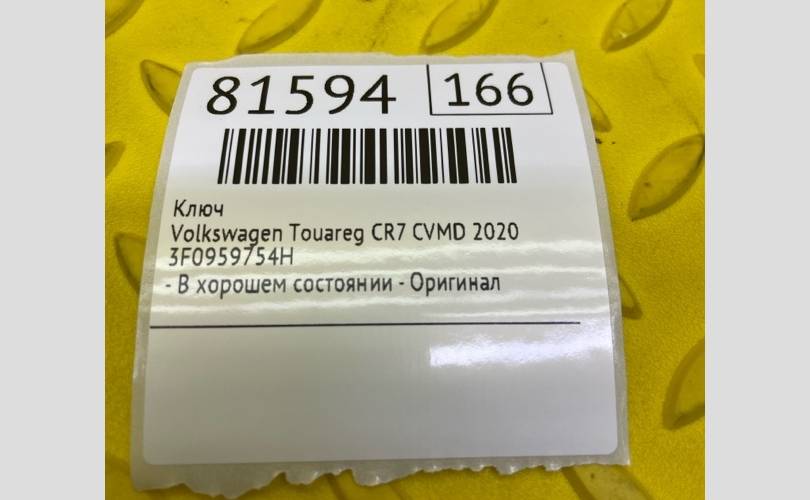 81594 166
Ключ
Volkswagen Touareg CR7 CVMD 2020
3F0959754H
- В хорошем состоянии - Оригинал